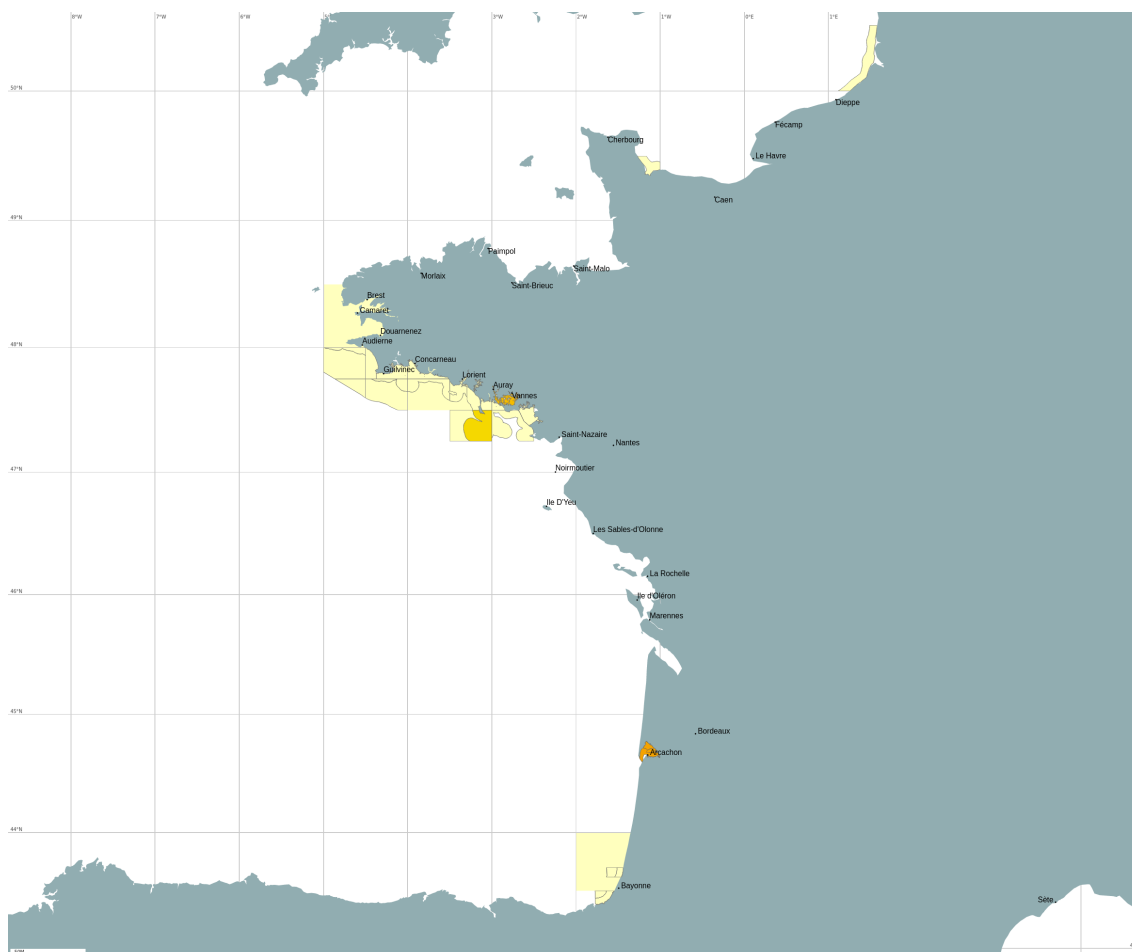 8°W 7°W 6°W 3°W 2°W 1°W 0°E 1°E
50°N
Dieppe
Fécamp
Cherbourg
Le Havre
Caen
49°N
Paimpol
Saint-Malo
Morlaix
Saint-Brieuc
Brest
Camaret
Douarnenez
Audierne
48°N
Concarneau
Guilvinec
Lorient
Auray
Vannes
Saint-Nazaire
Nantes
47°N
Noirmoutier
Ile D'Yeu
Les Sables-d'Olonne
La Rochelle
46°N
Ile d'Oléron
Marennes
45°N
Bordeaux
Arcachon
44°N
Bayonne
Sète